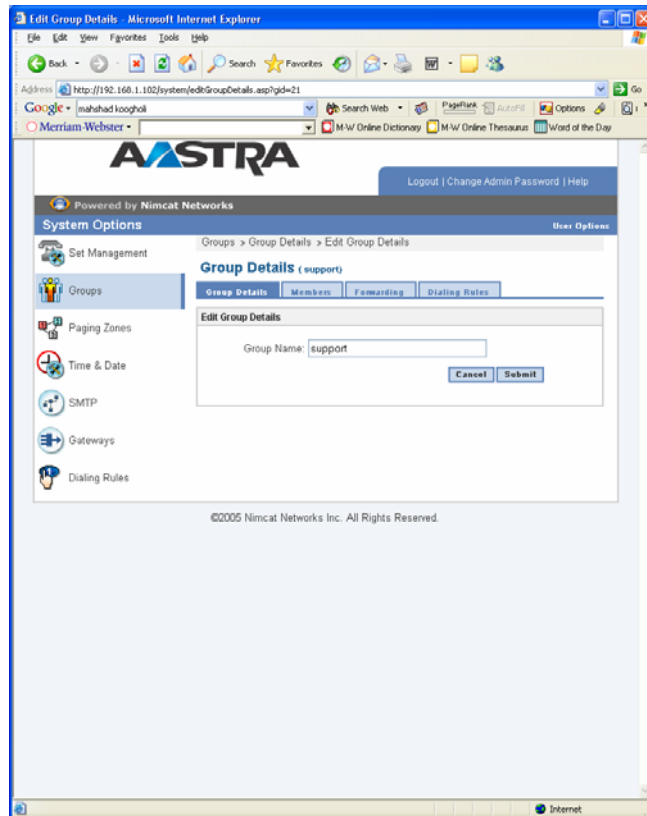 Edit Group Details - Microsoft Internet Explorer
File Edit View Favorites Tools Help
Back Search Favorites
Address http://192.168.1.102/system/editGroupDetails.asp?gid=21 Go
Google mahshad koogholi Search Web PageRank AutoFill Options
Merriam-Webster M-W Online Dictionary M-W Online Thesaurus Word of the Day
AASTRA
Logout | Change Admin Password | Help
Powered by Nimcat Networks
System Options User Options
Groups > Group Details > Edit Group Details
Set Management
Group Details ( support)
Groups
Group Details Members Forwarding Dialing Rules
Edit Group Details
Paging Zones
Group Name: support
Time & Date
Cancel Submit
SMTP
Gateways
Dialing Rules
©2005 Nimcat Networks Inc. All Rights Reserved.
Internet